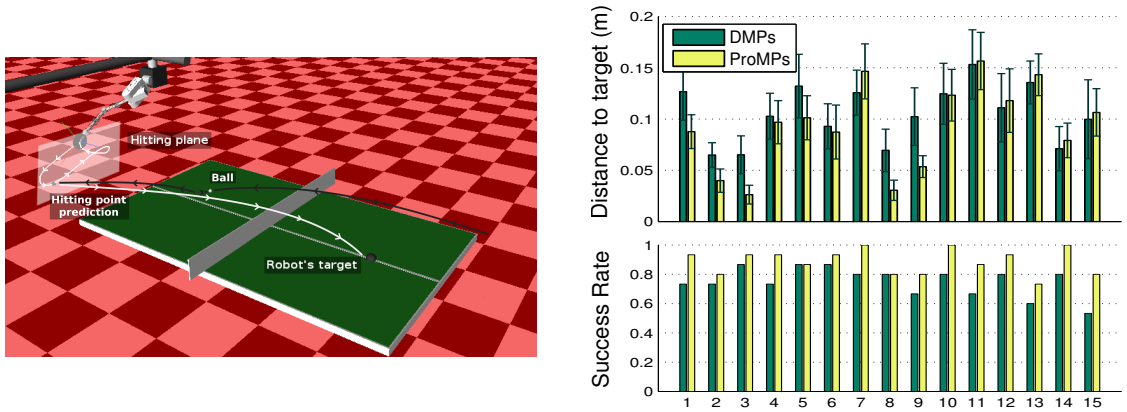 Hitting plane
Ball
Hitting point
prediction
Robot's target
Distance to target (m)
0.2
0.15
0.1
0.05
0
DMPs
ProMPs
Success Rate
1
0.8
0.6
0.4
0.2
0
1 2 3 4 5 6 7 8 9 10 11 12 13 14 15